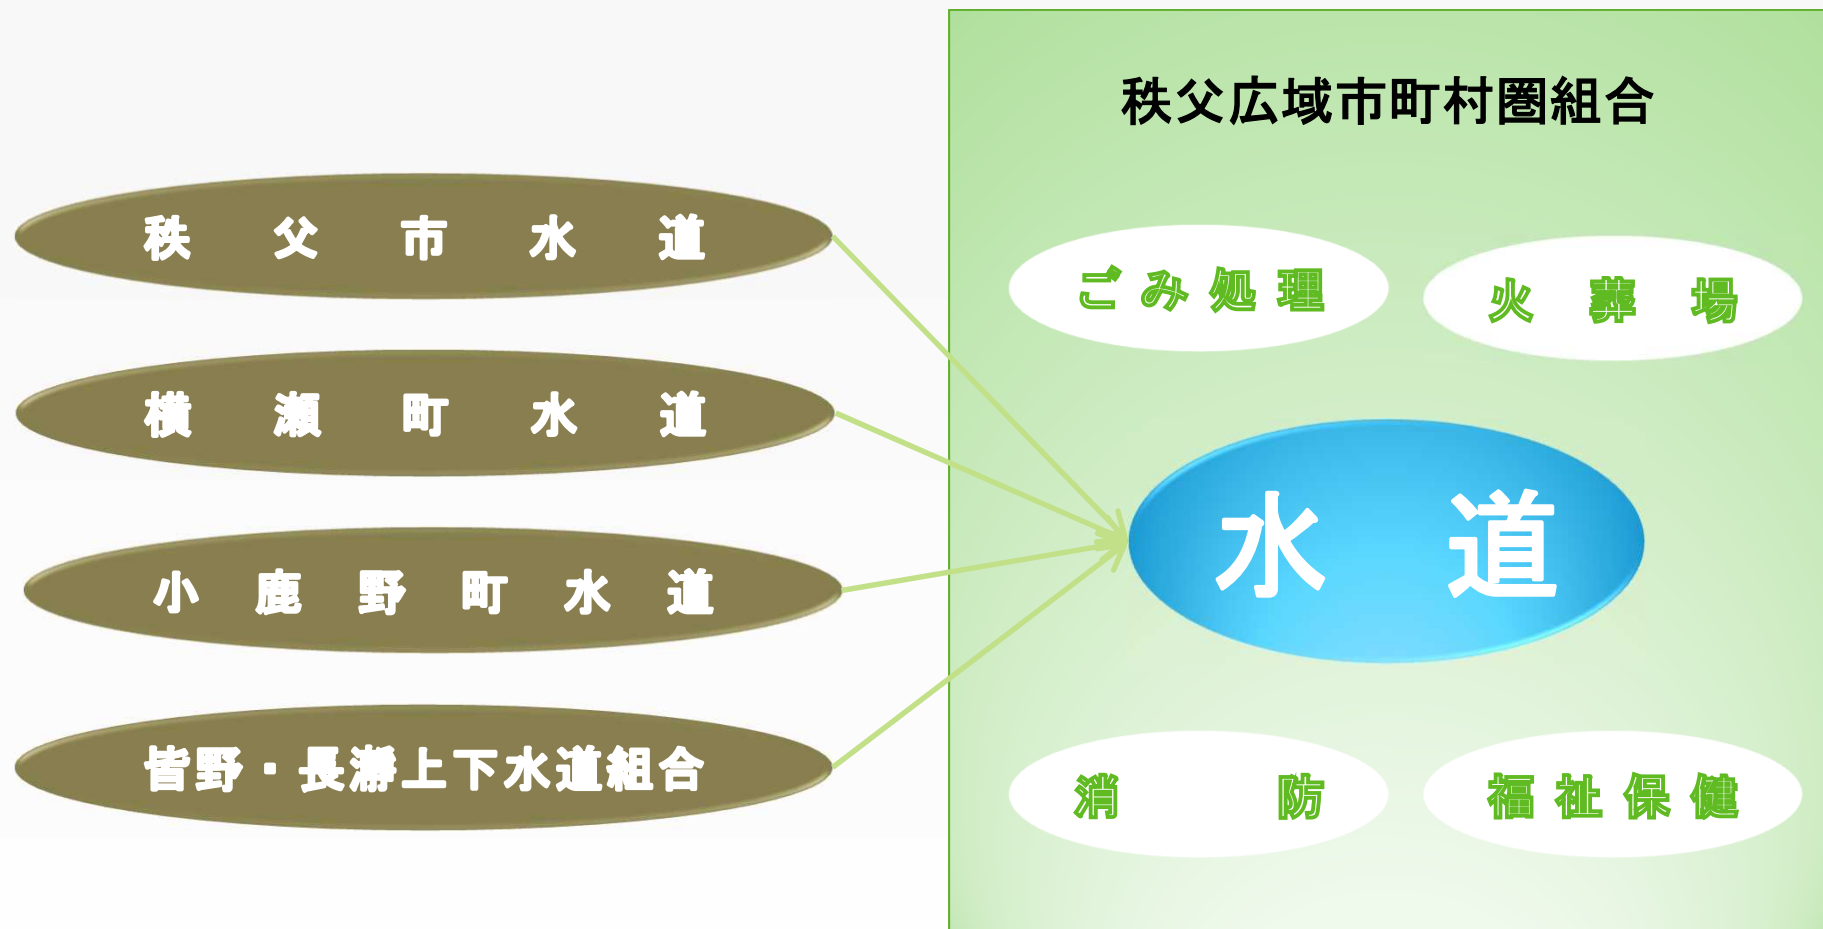 秩父広域市町村圏組合
秩父市水道
横瀬町水道
小鹿野町水道
皆野・長瀞上下水道組合
ごみ処理
火葬場
水道
消防
福祉保健